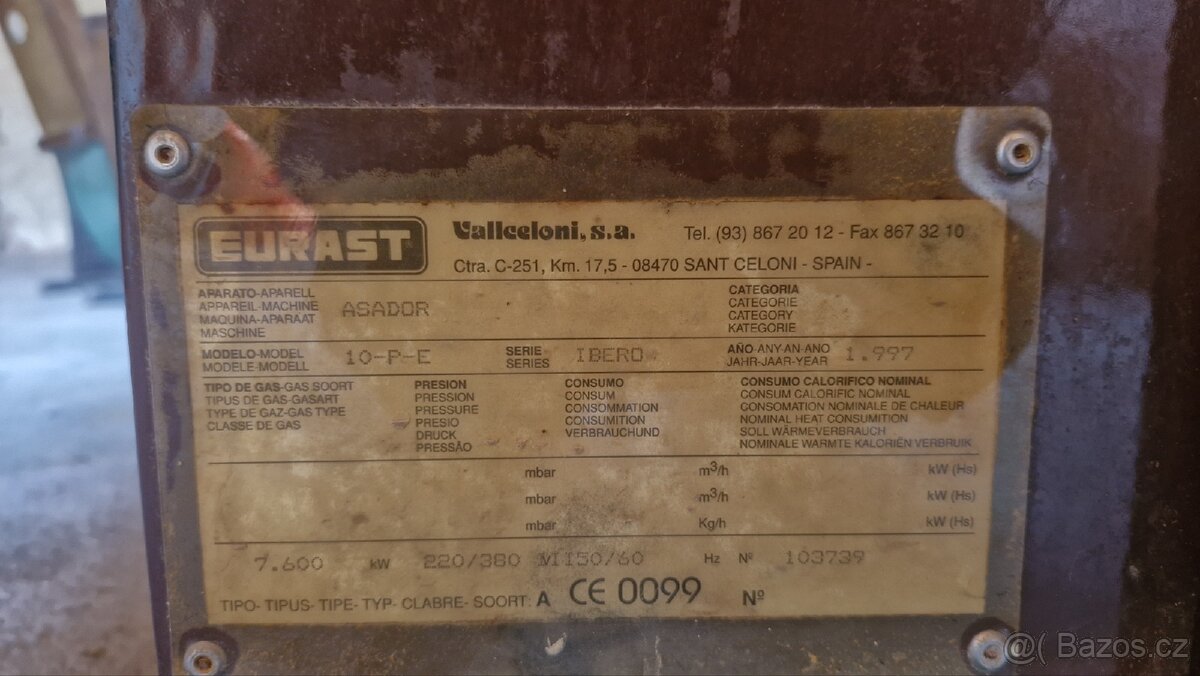 EURAST Vallceloni, s.a. Tel. (93) 867 20 12 - Fax 867 32 10
Ctra. C-251, Km. 17,5 - 08470 SANT CELONI - SPAIN -
APARATO-APARELL
APPAREIL-MACHINE
MAQUINA-APARAAT
MASCHINE
ASADOR
CATEGORIA
CATEGORIE
CATEGORY
KATEGORIE
MODELO-MODEL
MODELE-MODELL
10-P-E
SERIE
SERIES
IBERO
AÑO-ANY-AN-ANO
JAHR-JAAR-YEAR
1.997
TIPO DE GAS-GAS SOORT
TIPUS DE GAS-GASART
TYPE DE GAZ-GAS TYPE
CLASSE DE GAS
PRESION
PRESSION
PRESSURE
PRESIO
DRUCK
PRESSÃO
CONSUMO
CONSUM
CONSOMMATION
CONSUMITION
VERBRAUCHUND
CONSUMO CALORIFICO NOMINAL
CONSUM CALORIFIC NOMINAL
CONSOMATION NOMINALE DE CHALEUR
NOMINAL HEAT CONSUMITION
SOLL WÄRMEVERBRAUCH
NOMINALE WARMTE KALORIËN VERBRUIK
mbar m³/h kW (Hs)
mbar m³/h kW (Hs)
mbar Kg/h kW (Hs)
7.600 kW 220/380 50/60 Hz Nº 103739
TIPO- TIPUS- TIPE- TYP- CLABRE- SOORT: A CE 0099 Nº
@( Bazos.cz